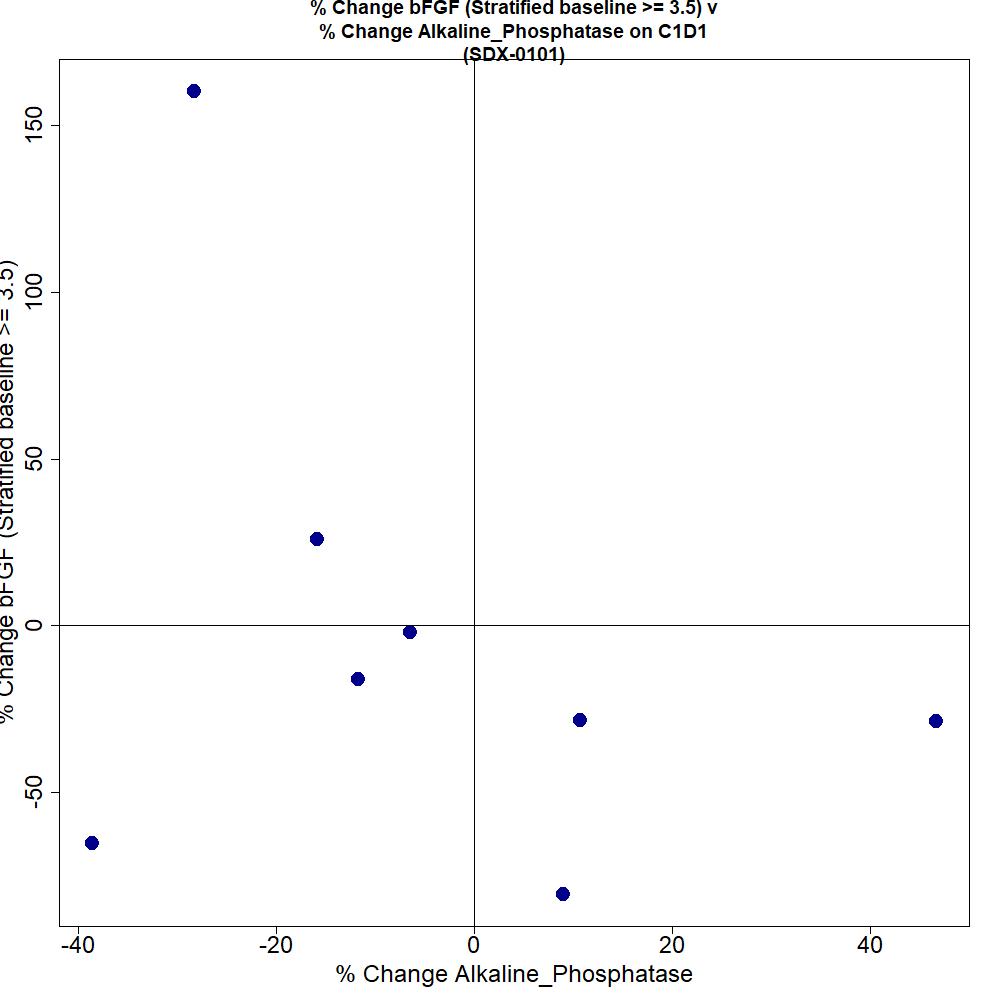 % Change bFGF (Stratified baseline >= 3.5) v
% Change Alkaline_Phosphatase on C1D1
(SDX-0101)
% Change bFGF (Stratified baseline >= 3.5)
150
100
50
0
-50
-40
-20
0
20
40
% Change Alkaline_Phosphatase